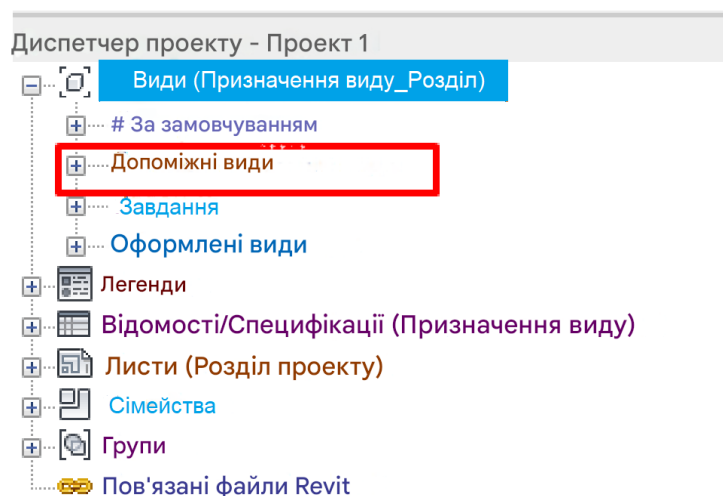 Диспетчер проекту - Проект 1
Види (Призначення виду_Розділ)
# За замовчуванням
Допоміжні види
Завдання
Оформлені види
Легенди
Відомості/Специфікації (Призначення виду)
Листи (Розділ проекту)
Сімейства
Групи
Пов'язані файли Revit